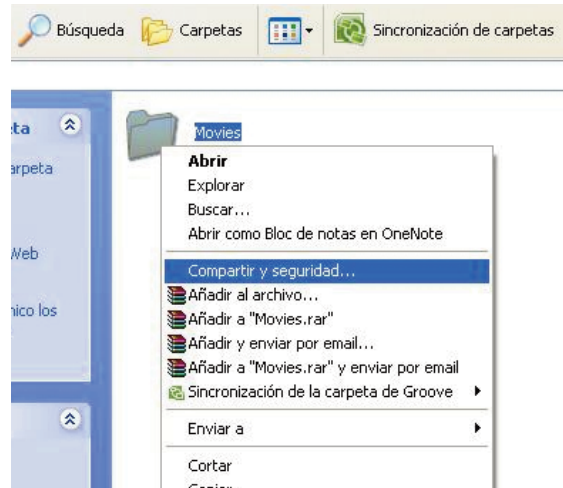 Búsqueda Carpetas Sincronización de carpetas
ta
Movies
arpeta
Web
nico los
Abrir
Explorar
Buscar...
Abrir como Bloc de notas en OneNote
Compartir y seguridad...
Añadir al archivo...
Añadir a "Movies.rar"
Añadir y enviar por email...
Añadir a "Movies.rar" y enviar por email
Sincronización de la carpeta de Groove
Enviar a
Cortar